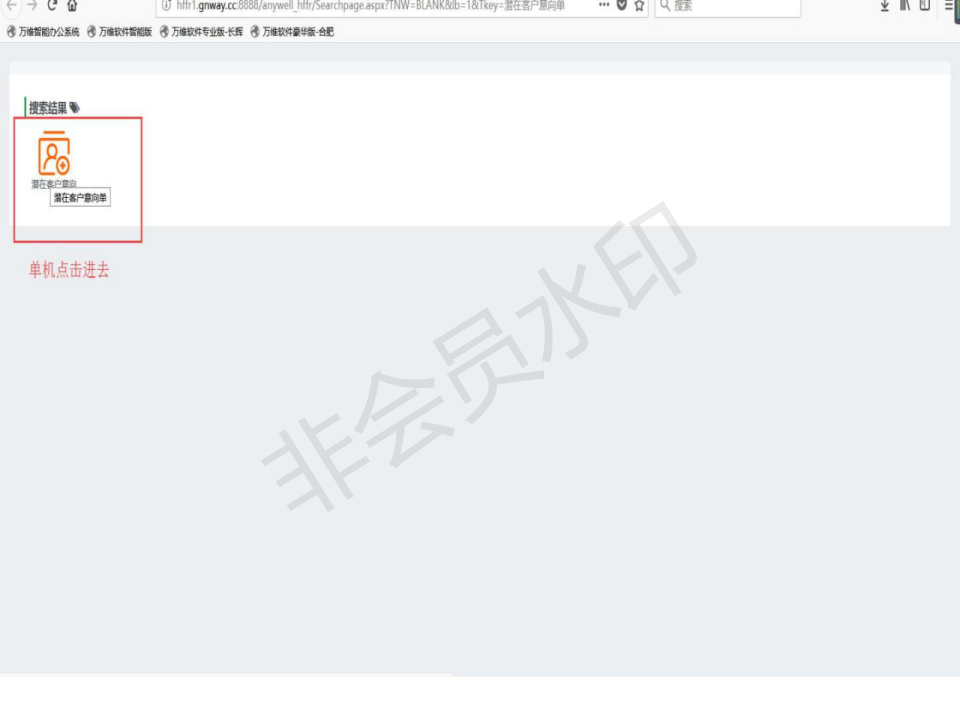 hffr1.gnway.cc:8888/anywell_hffr/Searchpage.aspx?TNW=BLANK&lb=1&Tkey=潜在客户意向单
搜索
万维智能办公系统 万维软件智能版 万维软件专业版-长辉 万维软件豪华版-合肥
搜索结果
潜在客户意向
潜在客户意向单
单机点击进去
非会员水印